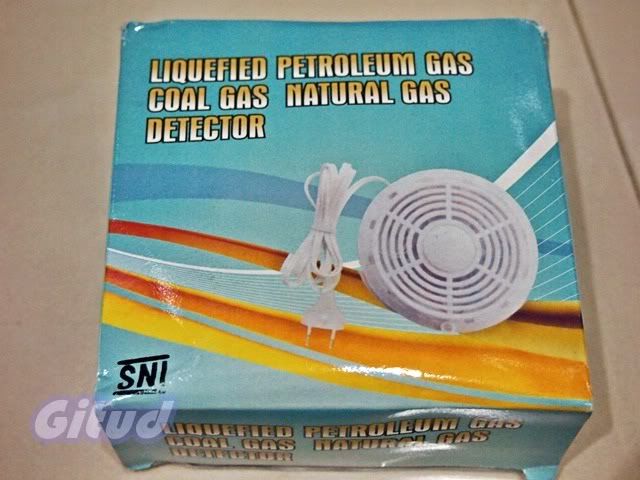 LIQUEFIED PETROLEUM GAS
COAL GAS NATURAL GAS
DETECTOR
SNI
Gitud
LIQUEFIED PETROLEUM GAS
COAL GAS NATURAL GAS
DETECTOR